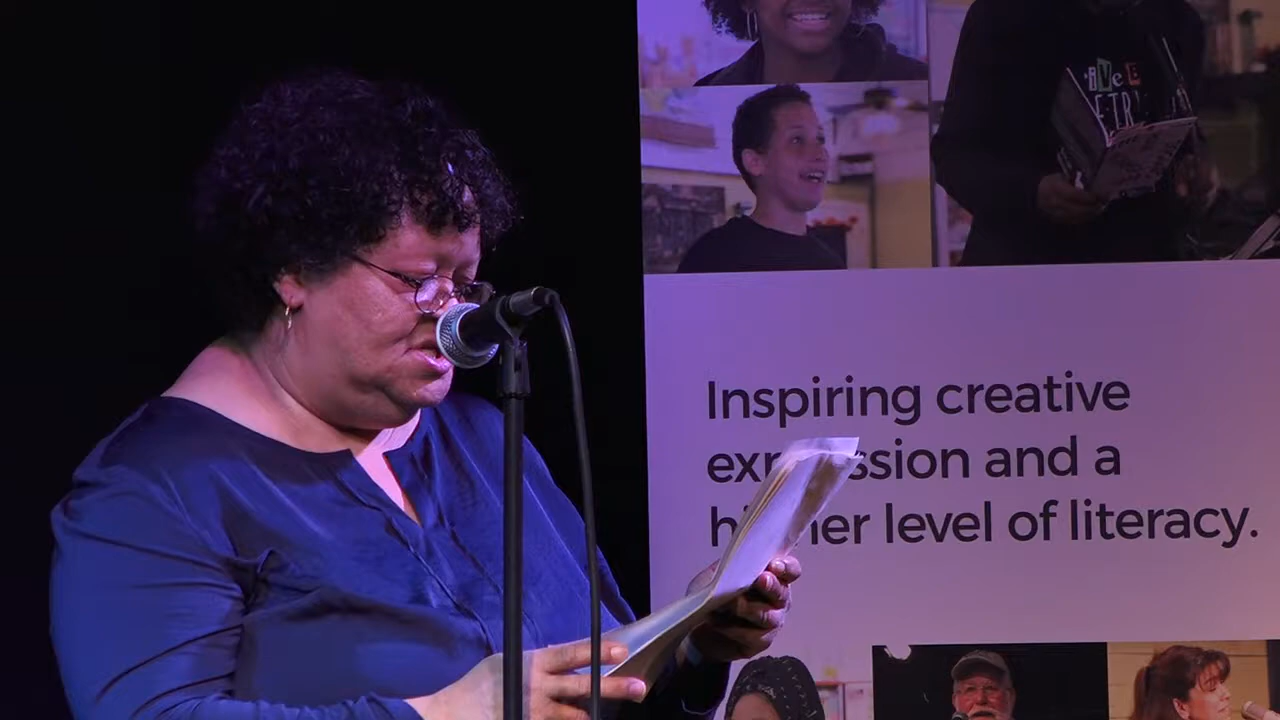 Inspiring creative
and a
level of literacy.